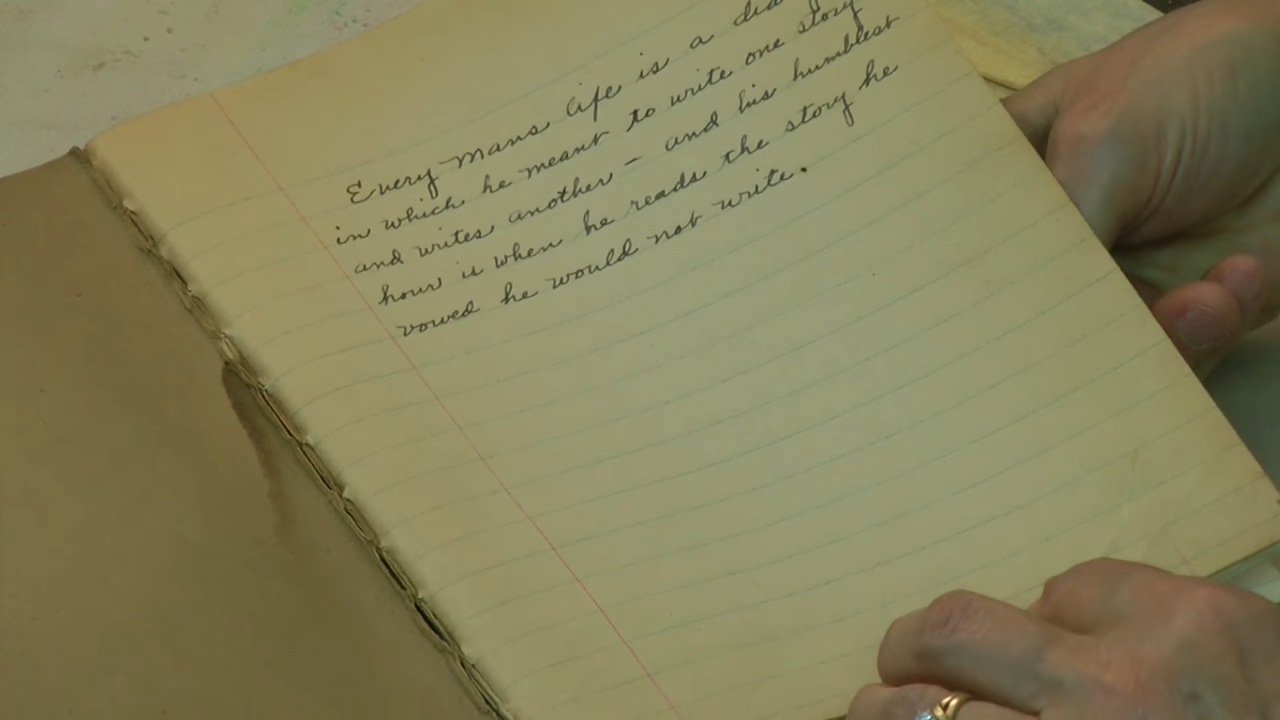 Every mans life is a
in which he meant to write one story
and writes another - and his humblest
hour is when he reads the story he
vowed he would not write.